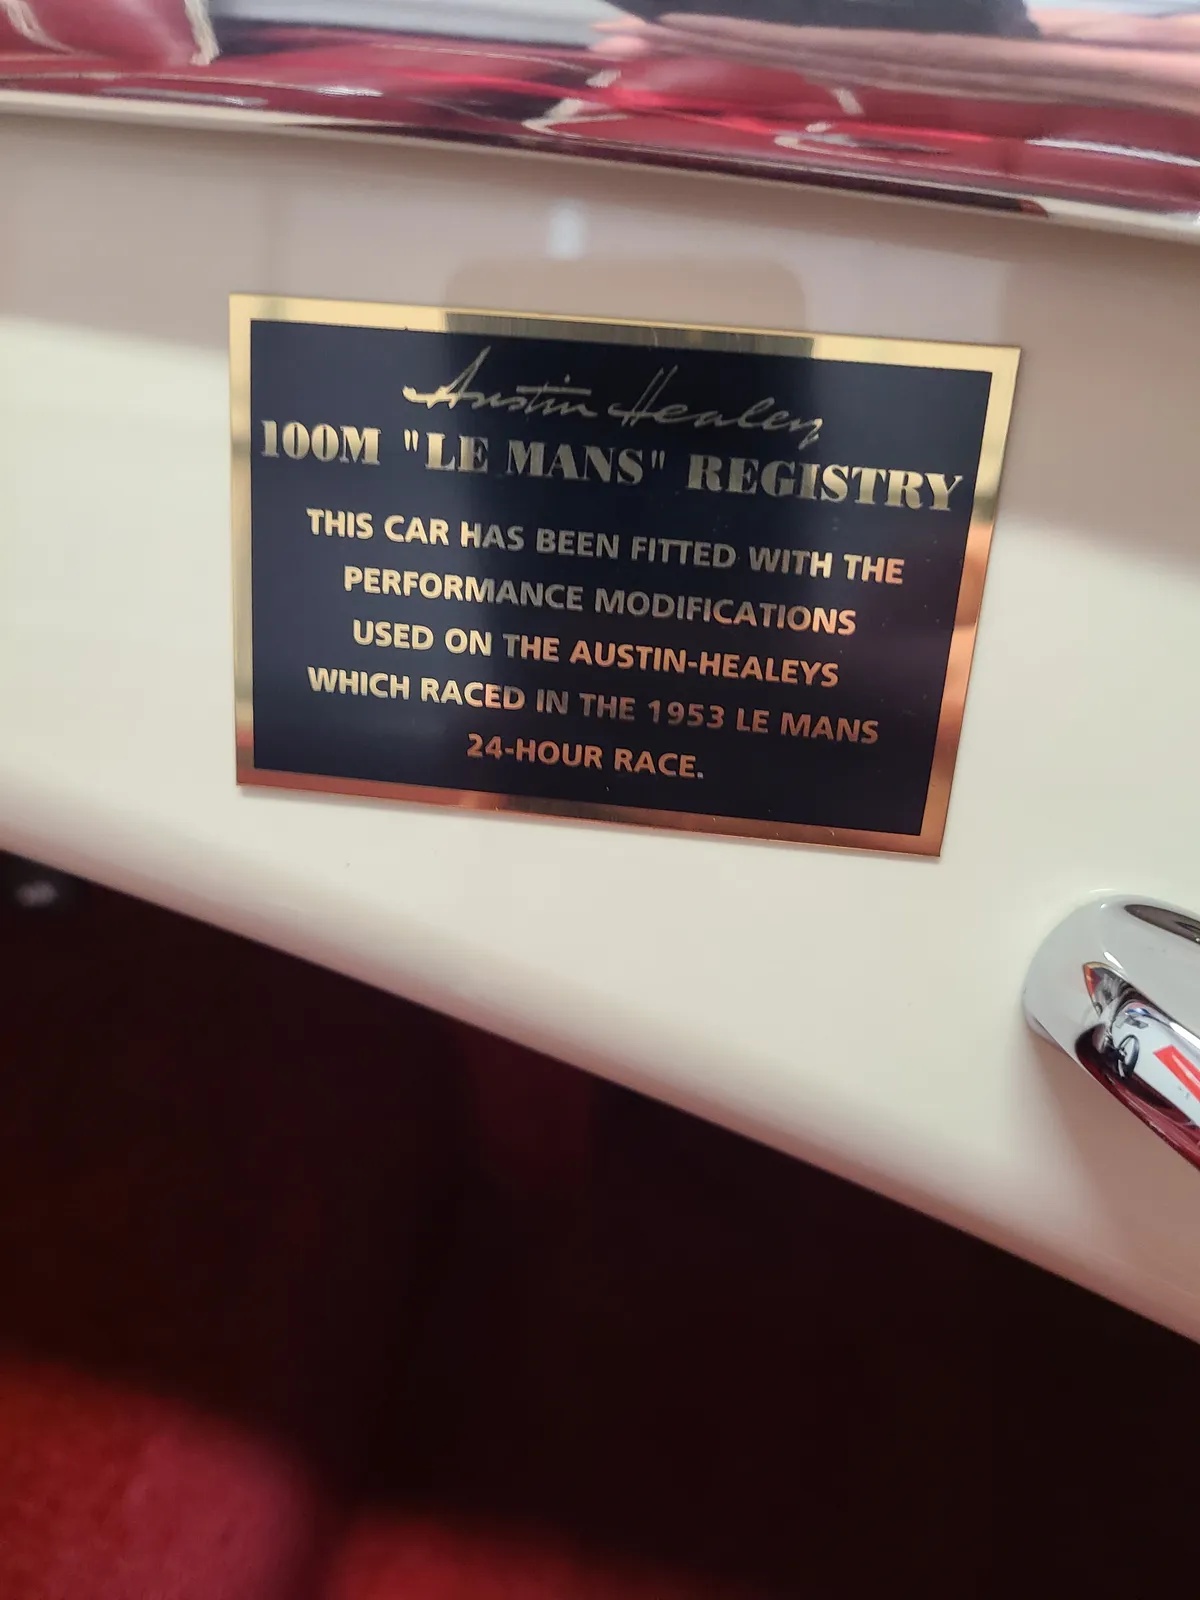 Austin Healey
100M "LE MANS" REGISTRY
THIS CAR HAS BEEN FITTED WITH THE
PERFORMANCE MODIFICATIONS
USED ON THE AUSTIN-HEALEYS
WHICH RACED IN THE 1953 LE MANS
24-HOUR RACE.